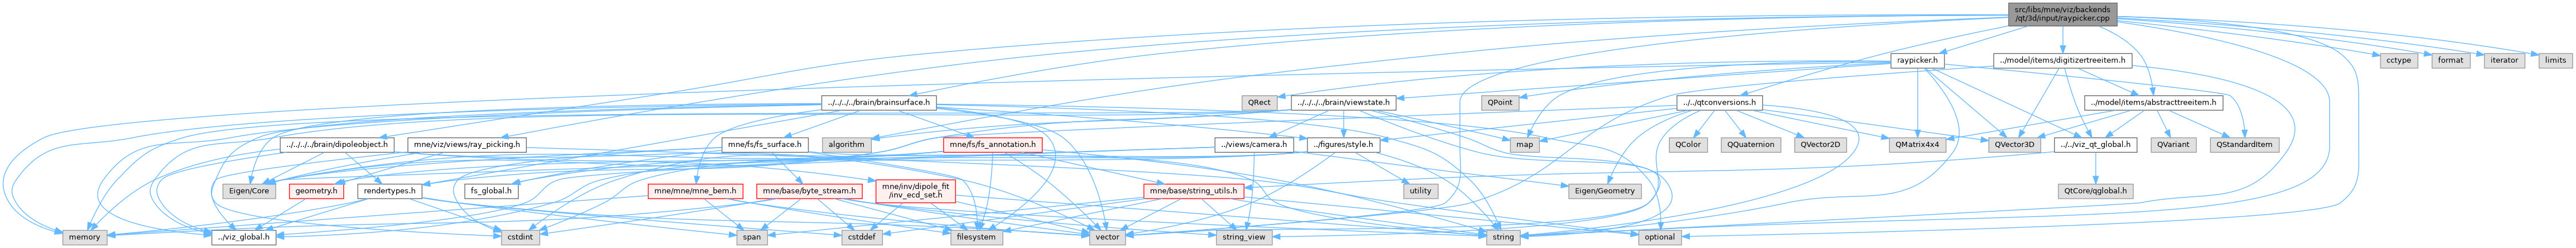 src/libs/mne/viz/backends
/qt/3d/input/raypicker.cpp
raypicker.h
../model/items/digitizertreeitem.h
cctype
format
iterator
limits
../../../../brain/brainsurface.h
QRect
../../../../brain/viewstate.h
QPoint
../../qtconversions.h
../model/items/abstracttreeitem.h
../../../../brain/dipoleobject.h
mne/viz/views/ray_picking.h
mne/fs/fs_surface.h
algorithm
mne/fs/fs_annotation.h
../views/camera.h
../figures/style.h
map
QColor
QQuaternion
QVector2D
QMatrix4x4
QVector3D
../../viz_qt_global.h
QVariant
QStandardItem
Eigen/Core
geometry.h
rendertypes.h
fs_global.h
mne/mne/mne_bem.h
mne/base/byte_stream.h
mne/inv/dipole_fit
/inv_ecd_set.h
mne/base/string_utils.h
utility
Eigen/Geometry
QtCore/qglobal.h
memory
../viz_global.h
cstdint
span
cstddef
filesystem
vector
string_view
string
optional